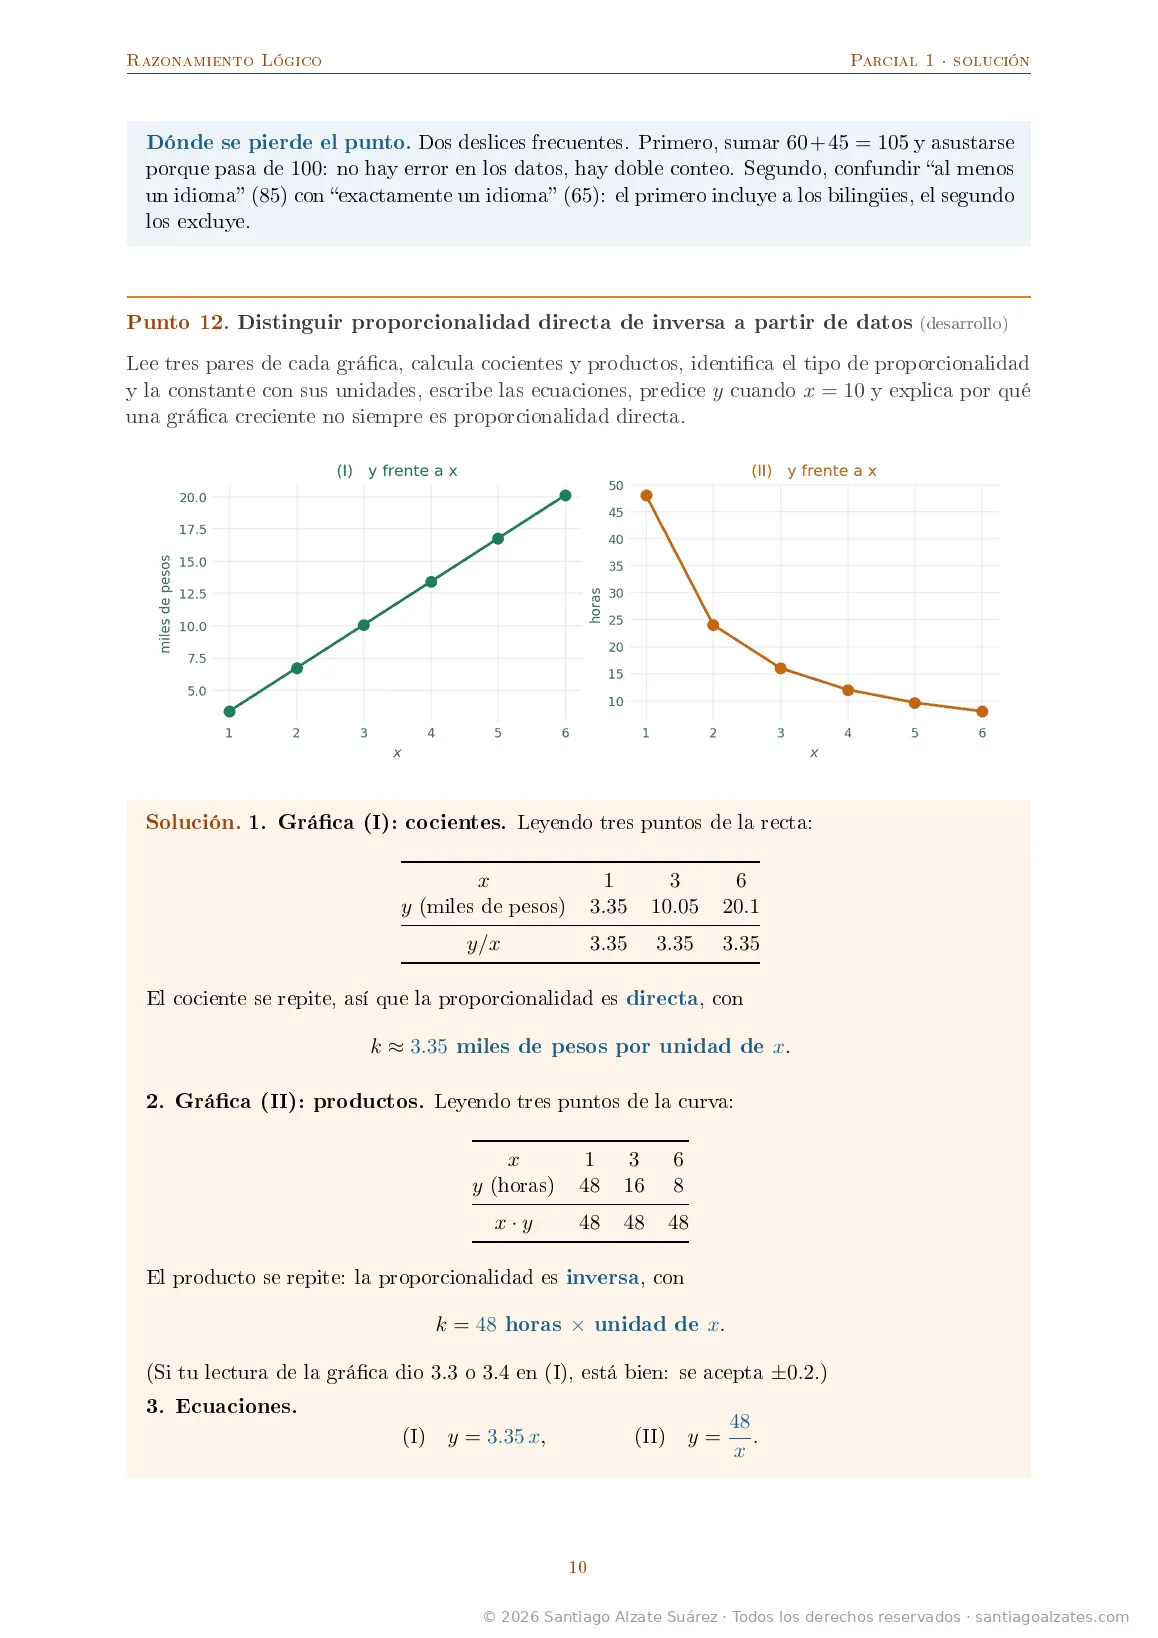 Razonamiento Lógico
Parcial 1 · solución
Dónde se pierde el punto. Dos deslices frecuentes. Primero, sumar 60+45 = 105 y asustarse
porque pasa de 100: no hay error en los datos, hay doble conteo. Segundo, confundir “al menos
un idioma” (85) con “exactamente un idioma” (65): el primero incluye a los bilingües, el segundo
los excluye.
Punto 12. Distinguir proporcionalidad directa de inversa a partir de datos (desarrollo)
Lee tres pares de cada gráfica, calcula cocientes y productos, identifica el tipo de proporcionalidad
y la constante con sus unidades, escribe las ecuaciones, predice y cuando x = 10 y explica por qué
una gráfica creciente no siempre es proporcionalidad directa.
(I) y frente a x
miles de pesos
20.0
17.5
15.0
12.5
10.0
7.5
5.0
1 2 3 4 5 6
x
(II) y frente a x
horas
50
45
40
35
30
25
20
15
10
1 2 3 4 5 6
x
Solución. 1. Gráfica (I): cocientes. Leyendo tres puntos de la recta:
x 1 3 6
y (miles de pesos) 3.35 10.05 20.1
y/x 3.35 3.35 3.35
El cociente se repite, así que la proporcionalidad es directa, con
k ≈ 3.35 miles de pesos por unidad de x.
2. Gráfica (II): productos. Leyendo tres puntos de la curva:
x 1 3 6
y (horas) 48 16 8
x · y 48 48 48
El producto se repite: la proporcionalidad es inversa, con
k = 48 horas × unidad de x.
(Si tu lectura de la gráfica dio 3.3 o 3.4 en (I), está bien: se acepta ±0.2.)
3. Ecuaciones.
(I) y = 3.35 x, (II) y = 48/x.
10
© 2026 Santiago Alzate Suárez · Todos los derechos reservados · santiagoalzates.com